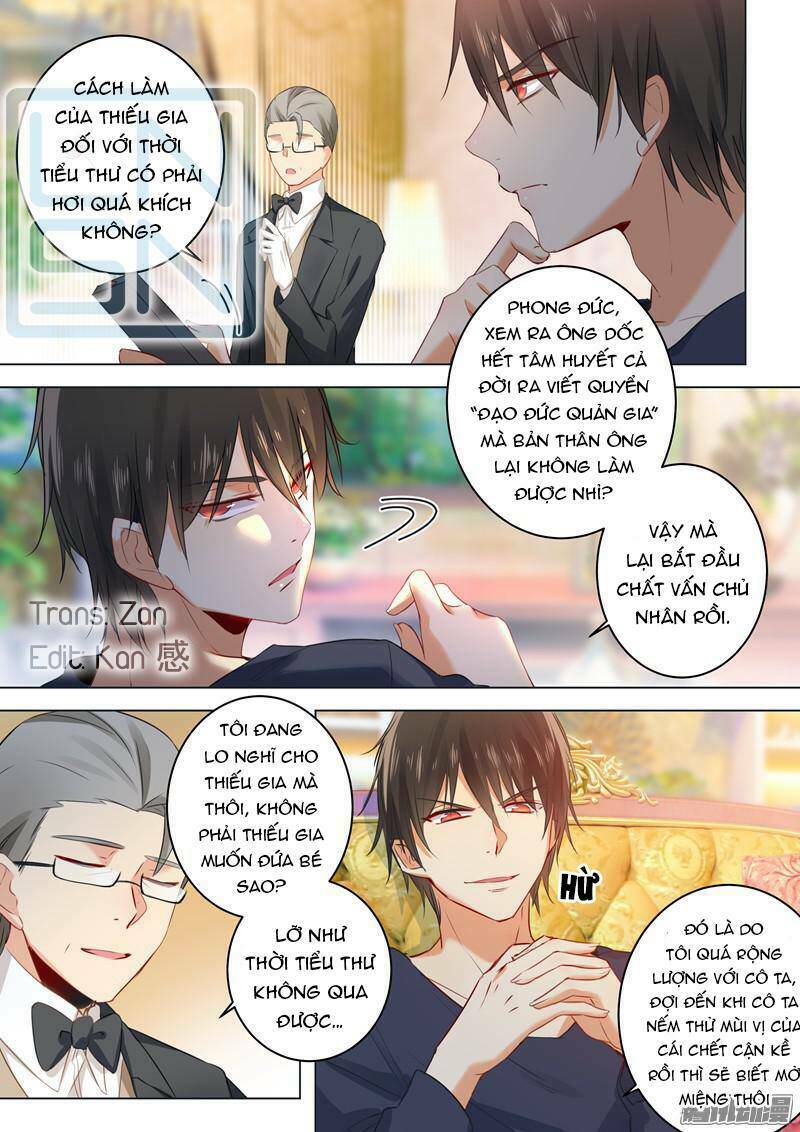 CÁCH LÀM
CỦA THIẾU GIA
ĐỐI VỚI THỜI
TIỂU THƯ CÓ PHẢI
HƠI QUÁ KHÍCH
KHÔNG?
PHONG ĐỨC,
XEM RA ÔNG DỐC
HẾT TÂM HUYẾT CẢ
ĐỜI RA VIẾT QUYỂN
"ĐẠO ĐỨC QUẢN GIA"
MÀ BẢN THÂN ÔNG
LẠI KHÔNG LÀM
ĐƯỢC NHỈ?
VẬY MÀ
LẠI BẮT ĐẦU
CHẤT VẤN CHỦ
NHÂN RỒI.
Trans: Zan
Edit: Kan 感
TÔI ĐANG
LO NGHĨ CHO
THIẾU GIA MÀ
THÔI, KHÔNG
PHẢI THIẾU GIA
MUỐN ĐỨA BÉ
SAO?
LỠ NHƯ
THỜI TIỂU THƯ
KHÔNG QUA
ĐƯỢC...
HỪ
ĐÓ LÀ DO
TÔI QUÁ RỘNG
LƯỢNG VỚI CÔ TA,
ĐỢI ĐẾN KHI CÔ TA
NẾM THỬ MÙI VỊ CỦA
CÁI CHẾT CẬN KỀ
RỒI THÌ SẼ BIẾT MỞ
MIỆNG THÔI